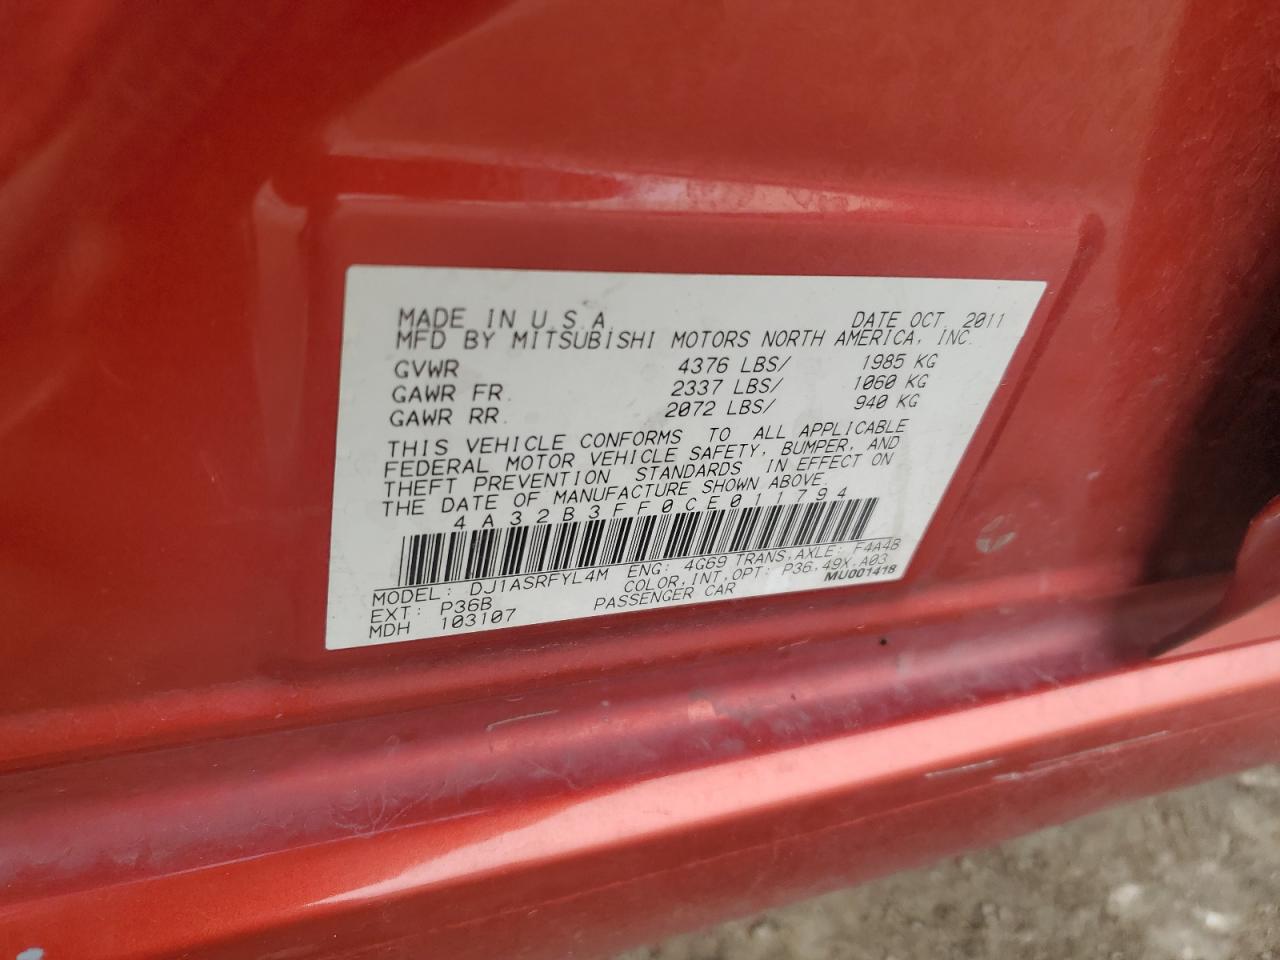 MADE IN U.S.A. DATE OCT. 2011
MFD BY MITSUBISHI MOTORS NORTH AMERICA, INC.
GVWR 4376 LBS/ 1985 KG
GAWR FR. 2337 LBS/ 1060 KG
GAWR RR. 2072 LBS/ 940 KG
THIS VEHICLE CONFORMS TO ALL APPLICABLE
FEDERAL MOTOR VEHICLE SAFETY, BUMPER, AND
THEFT PREVENTION STANDARDS IN EFFECT ON
THE DATE OF MANUFACTURE SHOWN ABOVE.
4A32B3FF0CE011794
MODEL: DJ1ASRFYL4M ENG: 4G69 TRANS,AXLE: F4A4B
EXT: P36B COLOR,INT,OPT: P36,49X,A03
MDH 103107 PASSENGER CAR MU001418